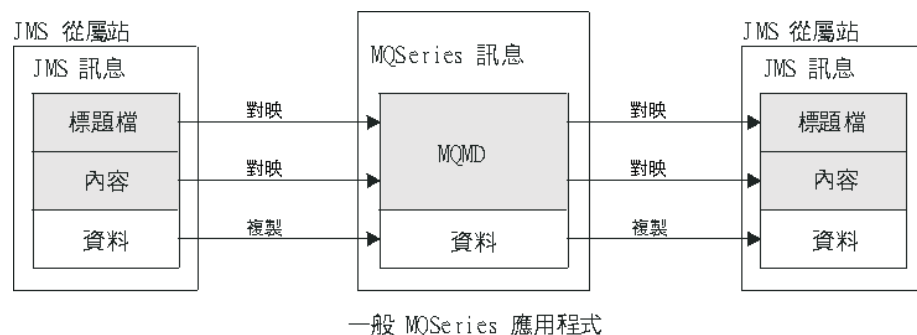 JMS 從屬站
JMS 訊息
標題檔
內容
資料
對映
對映
複製
MQSeries 訊息
MQMD
資料
對映
對映
複製
JMS 從屬站
JMS 訊息
標題檔
內容
資料
一般 MQSeries 應用程式